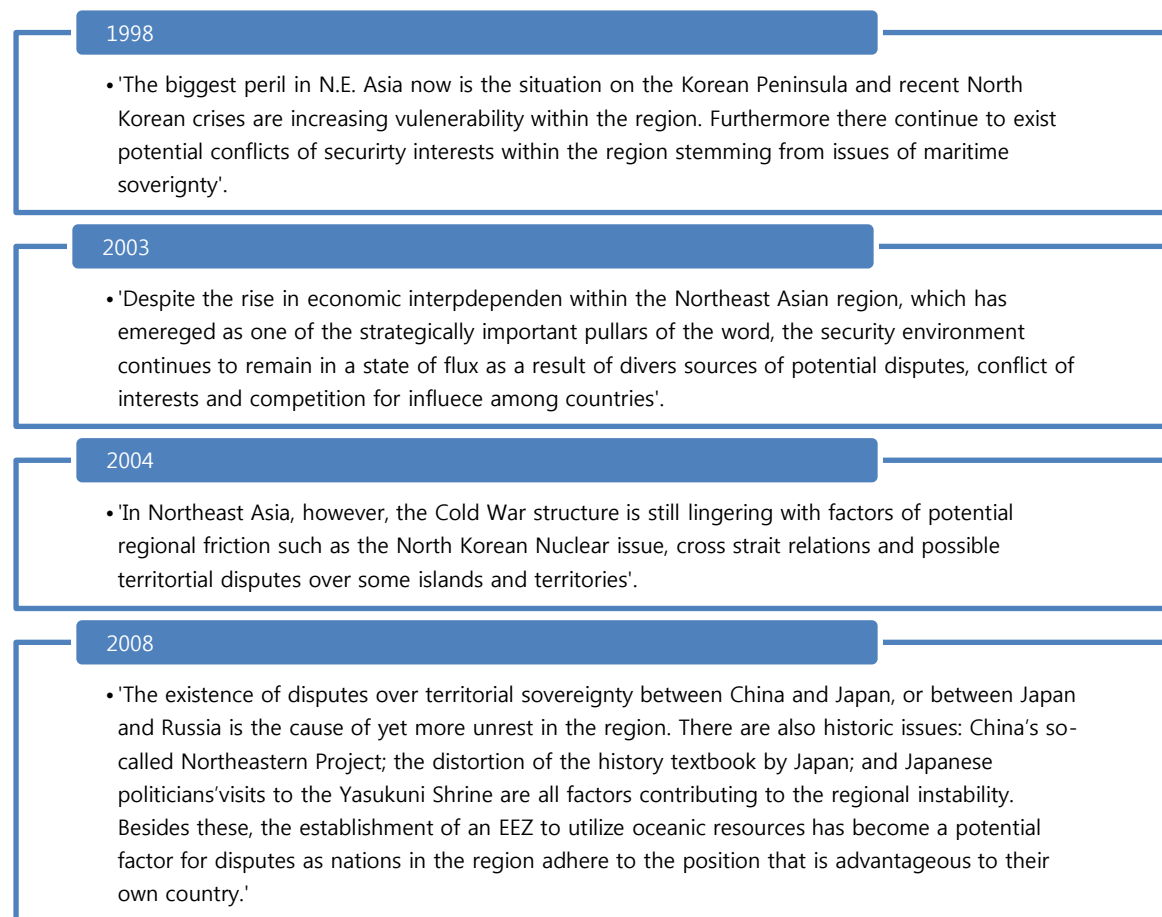 1998
• 'The biggest peril in N.E. Asia now is the situation on the Korean Peninsula and recent North
Korean crises are increasing vulenerability within the region. Furthermore there continue to exist
potential conflicts of securirty interests within the region stemming from issues of maritime
soverignty'.
2003
• 'Despite the rise in economic interpdependen within the Northeast Asian region, which has
emereged as one of the strategically important pullars of the word, the security environment
continues to remain in a state of flux as a result of divers sources of potential disputes, conflict of
interests and competition for influece among countries'.
2004
• 'In Northeast Asia, however, the Cold War structure is still lingering with factors of potential
regional friction such as the North Korean Nuclear issue, cross strait relations and possible
territortial disputes over some islands and territories'.
2008
• 'The existence of disputes over territorial sovereignty between China and Japan, or between Japan
and Russia is the cause of yet more unrest in the region. There are also historic issues: China's so-
called Northeastern Project; the distortion of the history textbook by Japan; and Japanese
politicians'visits to the Yasukuni Shrine are all factors contributing to the regional instability.
Besides these, the establishment of an EEZ to utilize oceanic resources has become a potential
factor for disputes as nations in the region adhere to the position that is advantageous to their
own country.'